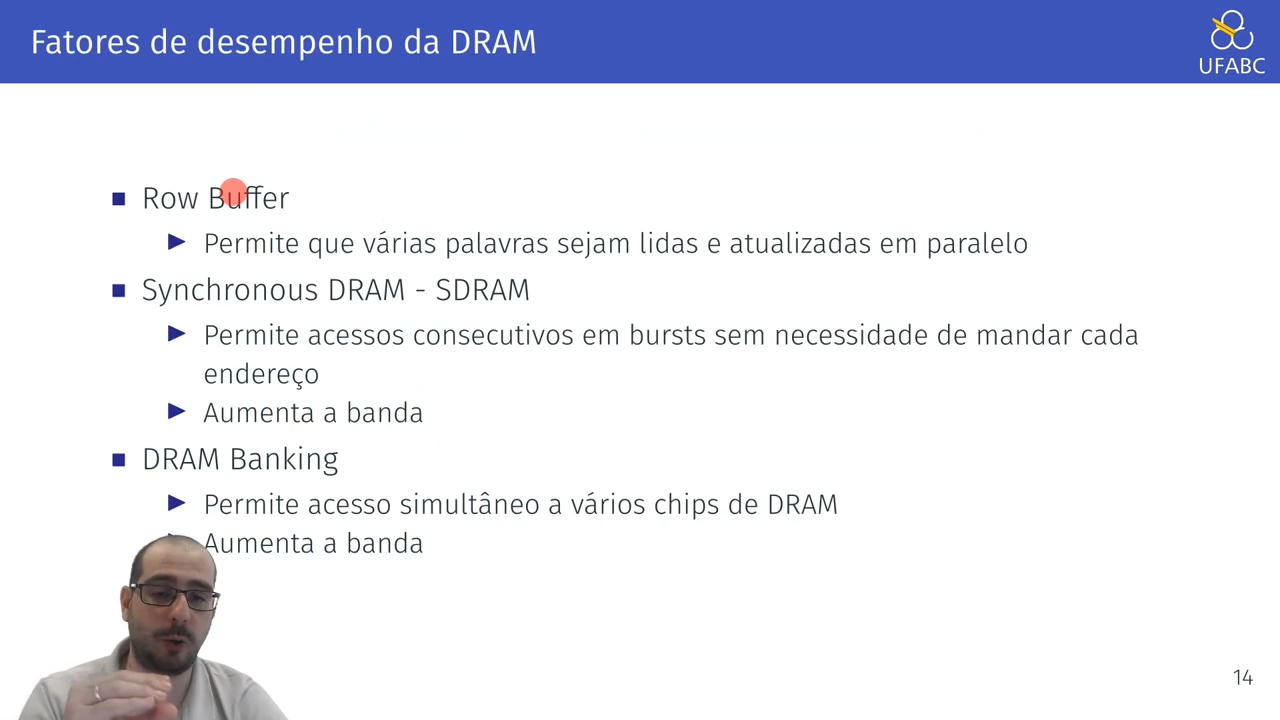 Fatores de desempenho da DRAM
UFABC
Row Buffer
Permite que várias palavras sejam lidas e atualizadas em paralelo
Synchronous DRAM - SDRAM
Permite acessos consecutivos em bursts sem necessidade de mandar cada
endereço
Aumenta a banda
DRAM Banking
Permite acesso simultâneo a vários chips de DRAM
Aumenta a banda
14